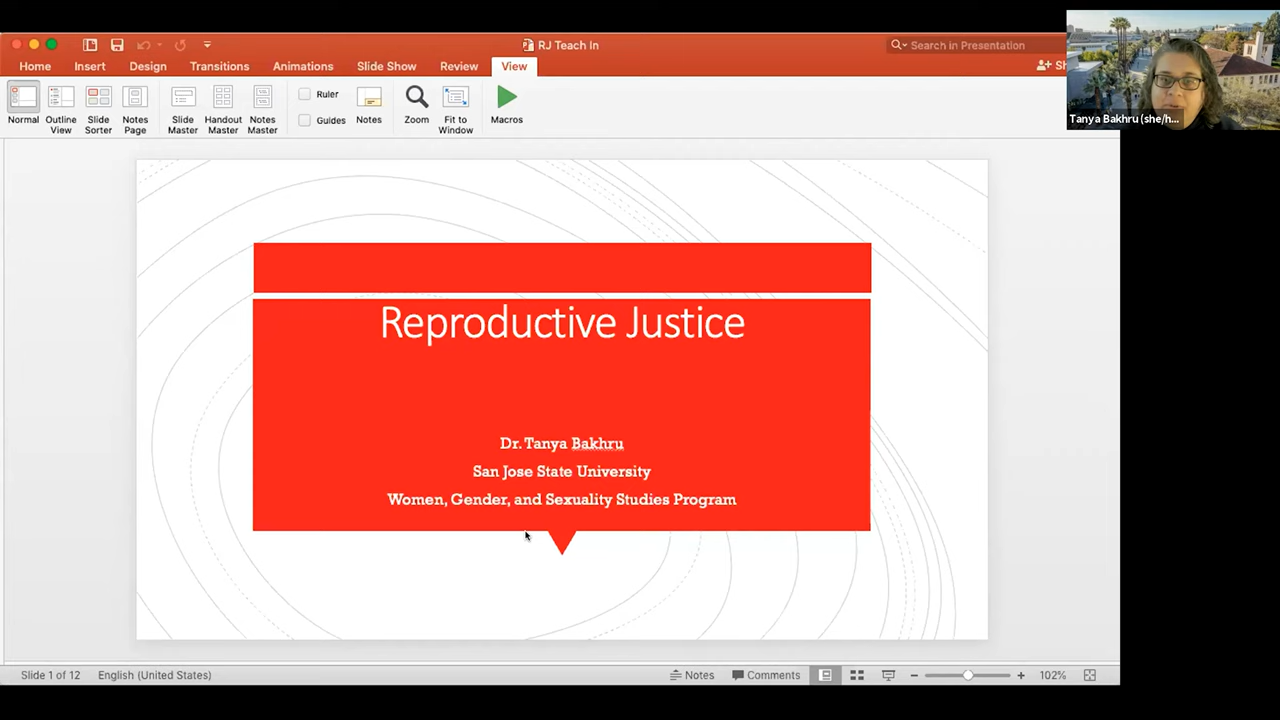 RJ Teach In
Search in Presentation
Home Insert Design Transitions Animations Slide Show Review View
Sh
Normal
Outline View
Slide Sorter
Notes Page
Slide Master
Handout Master
Notes Master
Ruler
Guides
Notes
Zoom
Fit to Window
Macros
Tanya Bakhru (she/h...
Reproductive Justice
Dr. Tanya Bakhru
San Jose State University
Women, Gender, and Sexuality Studies Program
Slide 1 of 12 English (United States) Notes Comments 102%